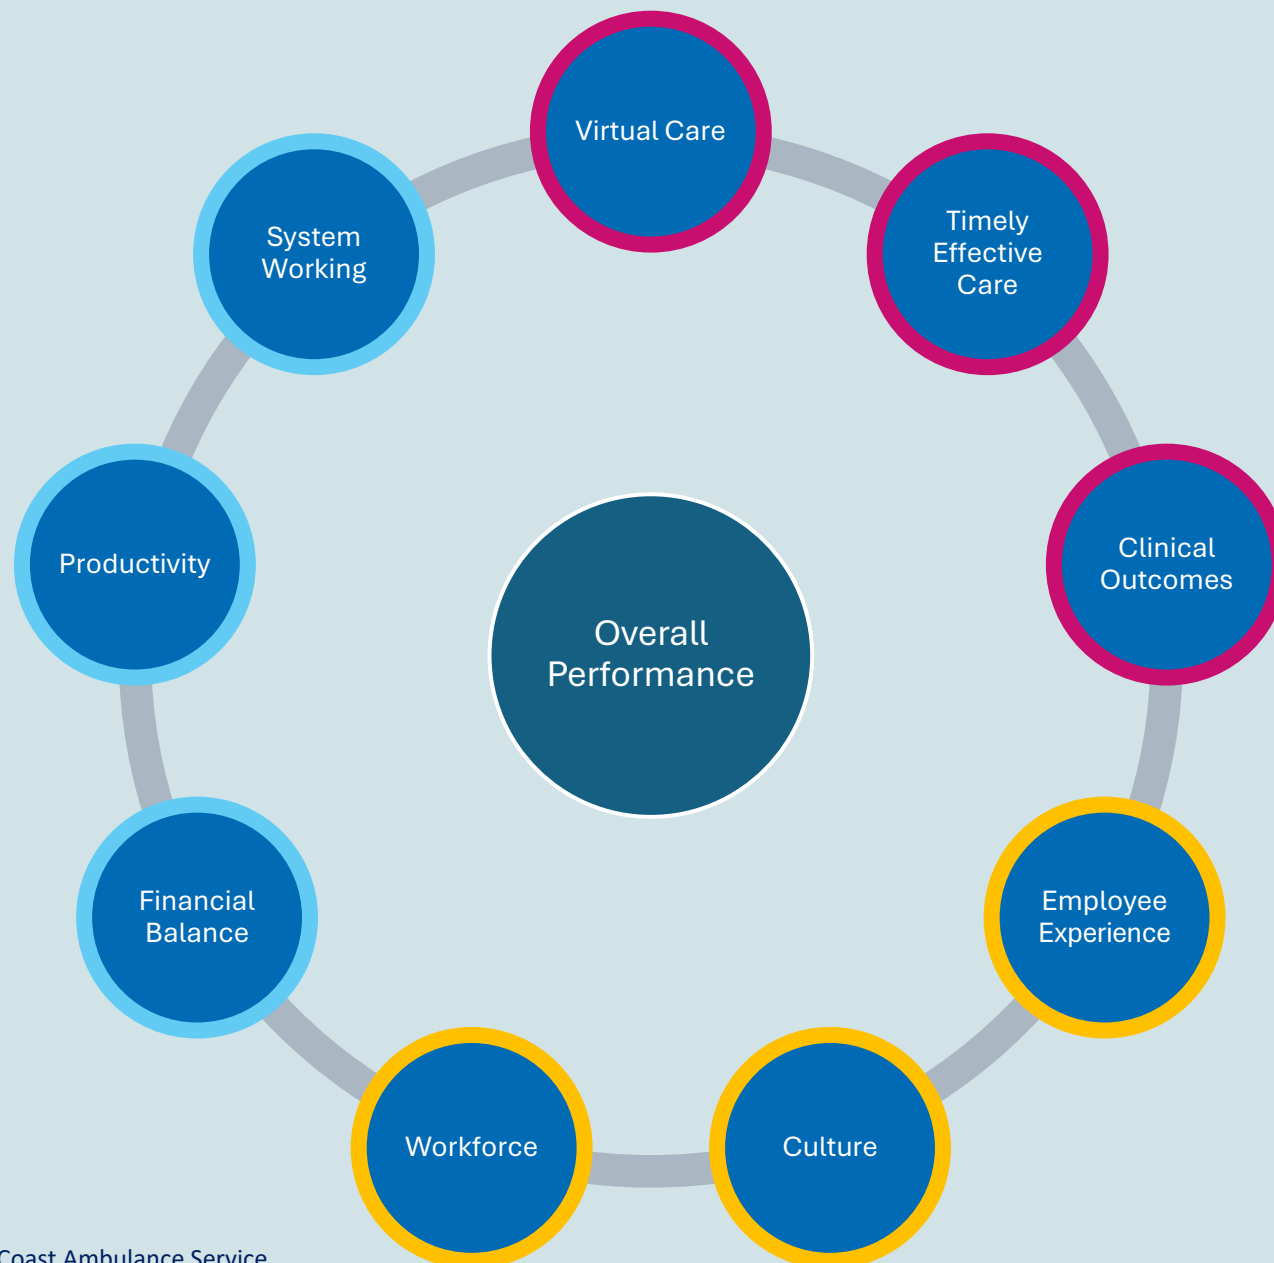 Virtual Care
Timely
Effective
Care
Clinical
Outcomes
Employee
Experience
Culture
Workforce
Financial
Balance
Productivity
System
Working
Overall
Performance
Coast Ambulance Service